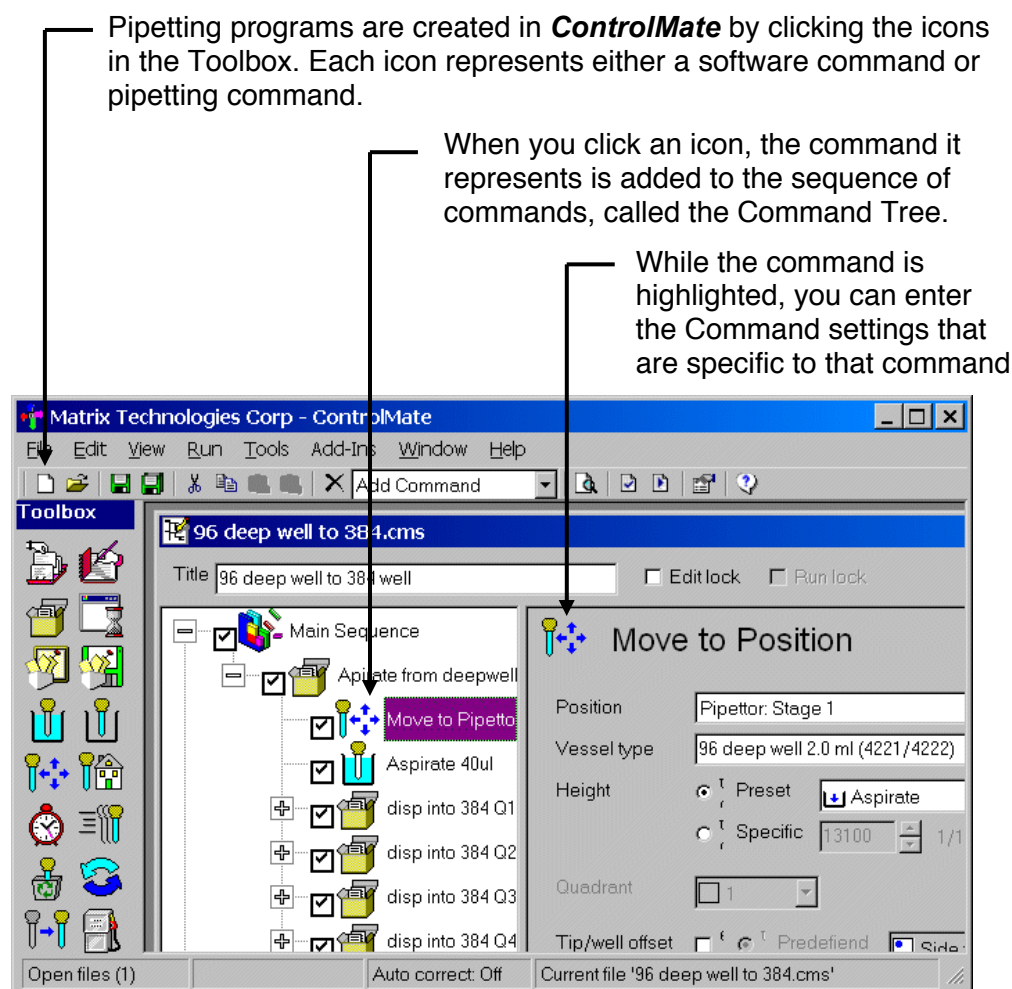 Pipetting programs are created in ControlMate by clicking the icons
in the Toolbox. Each icon represents either a software command or
pipetting command.
When you click an icon, the command it
represents is added to the sequence of
commands, called the Command Tree.
While the command is
highlighted, you can enter
the Command settings that
are specific to that command
Matrix Technologies Corp - ControlMate
File Edit View Run Tools Add-Ins Window Help
Add Command
Toolbox
96 deep well to 384.cms
Title 96 deep well to 384 well Edit lock Run lock
Main Sequence
Move to Position
Apirate from deepwell
Move to Pipetto
Position Pipettor: Stage 1
Vessel type 96 deep well 2.0 ml (4221/4222)
Aspirate 40ul
Height Preset Aspirate
disp into 384 Q1
Specific 13100 1/1
disp into 384 Q2
disp into 384 Q3
Quadrant 1
disp into 384 Q4
Tip/well offset Predefiend Side
Open files (1) Auto correct: Off Current file '96 deep well to 384.cms'